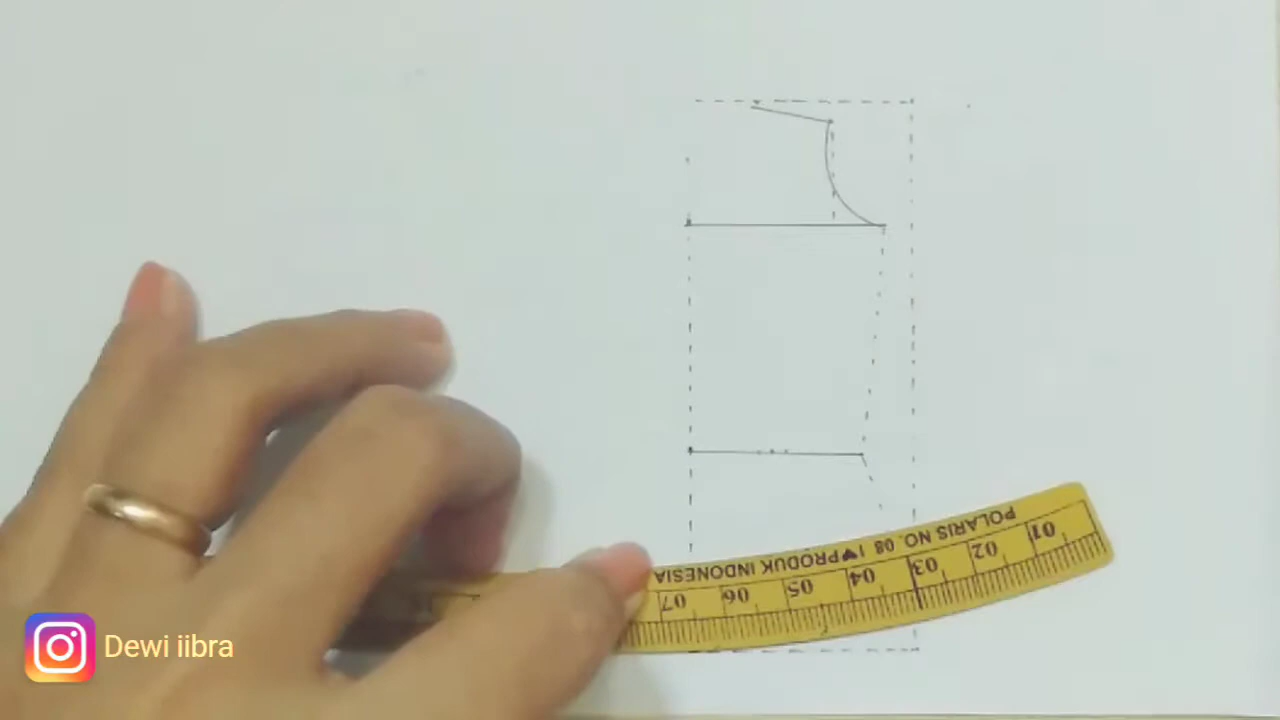 POLARIS NO. 08 I❤PRODUK INDONESIA
01 02 03 04 05 06 07
Dewi iibra